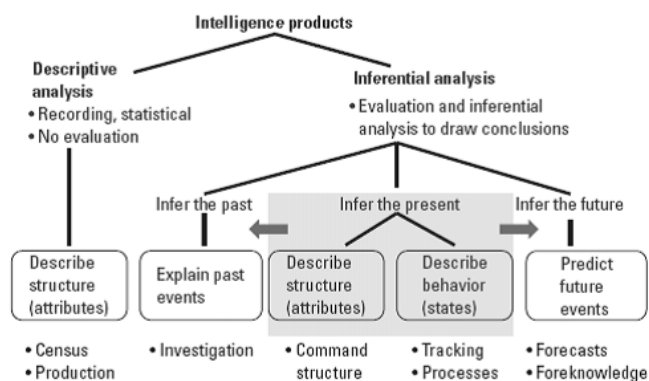 Intelligence products
Descriptive
analysis
• Recording, statistical
• No evaluation
Inferential analysis
• Evaluation and inferential
analysis to draw conclusions
Infer the past
Infer the present
Infer the future
Describe
structure
(attributes)
Explain past
events
Describe
structure
(attributes)
Describe
behavior
(states)
Predict
future
events
• Census
• Production
• Investigation
• Command
structure
• Tracking
• Processes
• Forecasts
• Foreknowledge